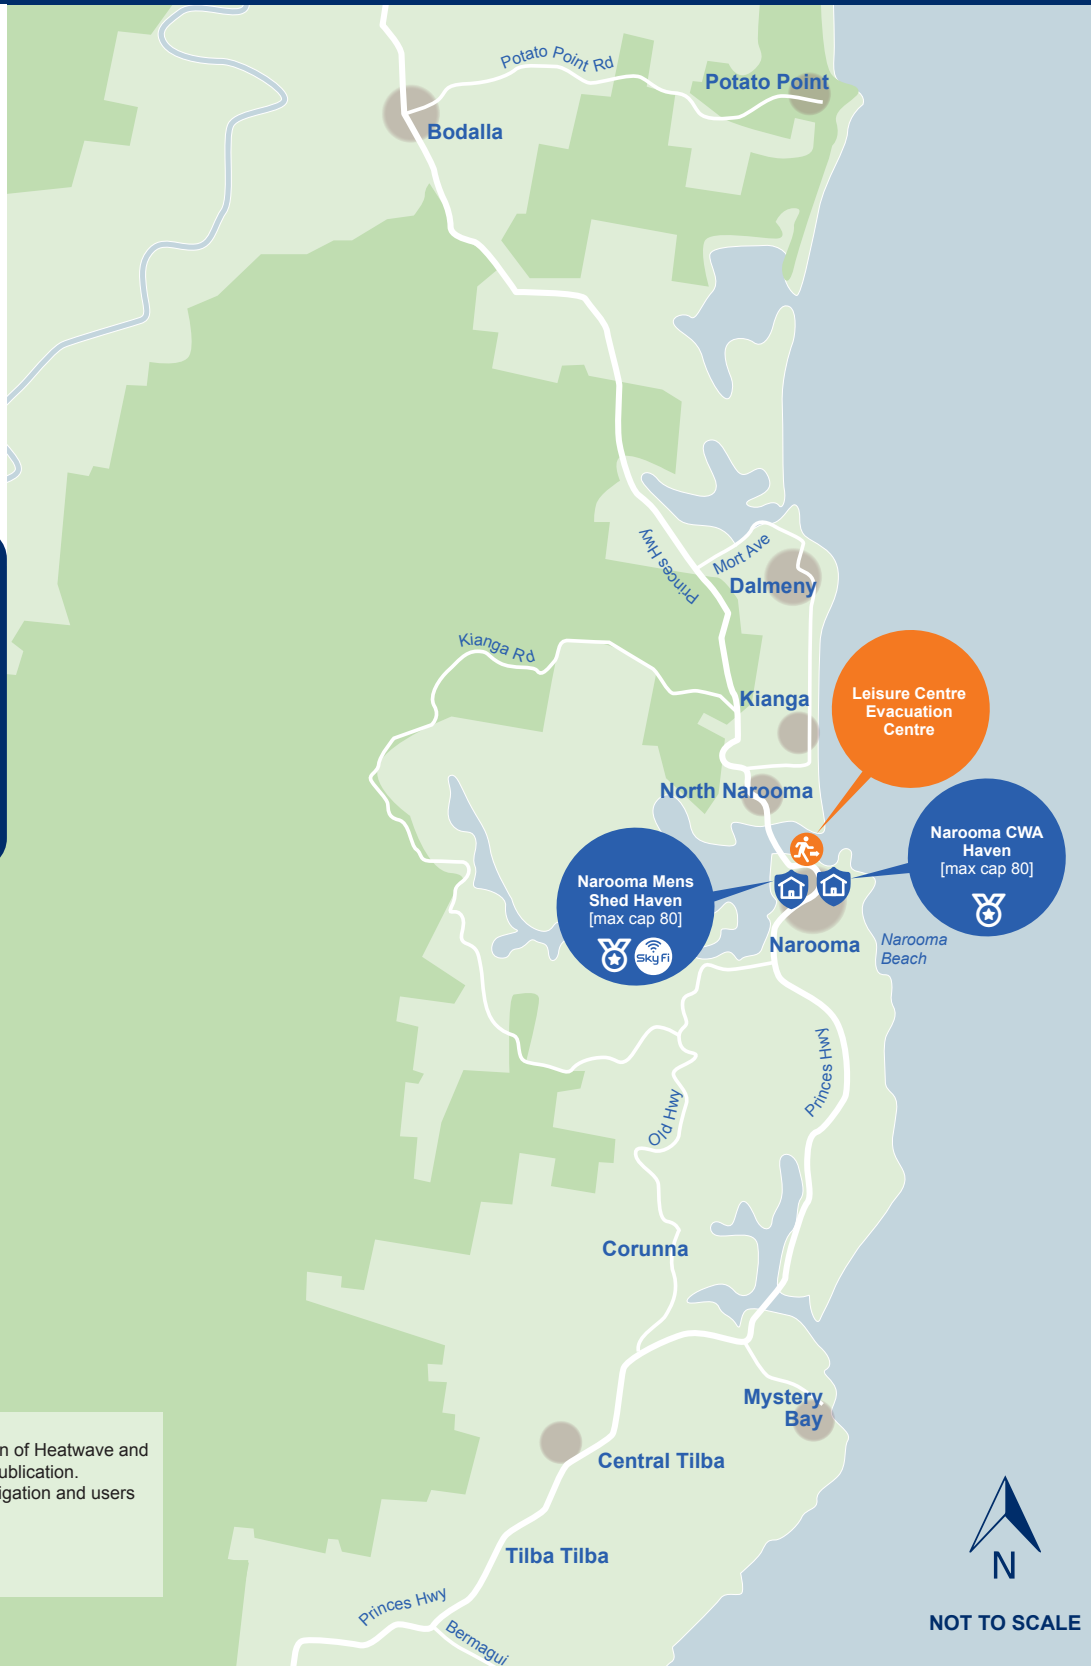 Potato Point Rd
Potato Point
Bodalla
Princes Hwy
Mort Ave
Dalmeny
Kianga Rd
Kianga
Leisure Centre
Evacuation
Centre
North Narooma
Narooma CWA
Haven
[max cap 80]
Narooma Mens
Shed Haven
[max cap 80]
SkyFi
Narooma
Narooma
Beach
Princes Hwy
Old Hwy
Corunna
Mystery
Bay
Central Tilba
n of Heatwave and
ublication.
igation and users
Tilba Tilba
Princes Hwy
Bermagui
N
NOT TO SCALE